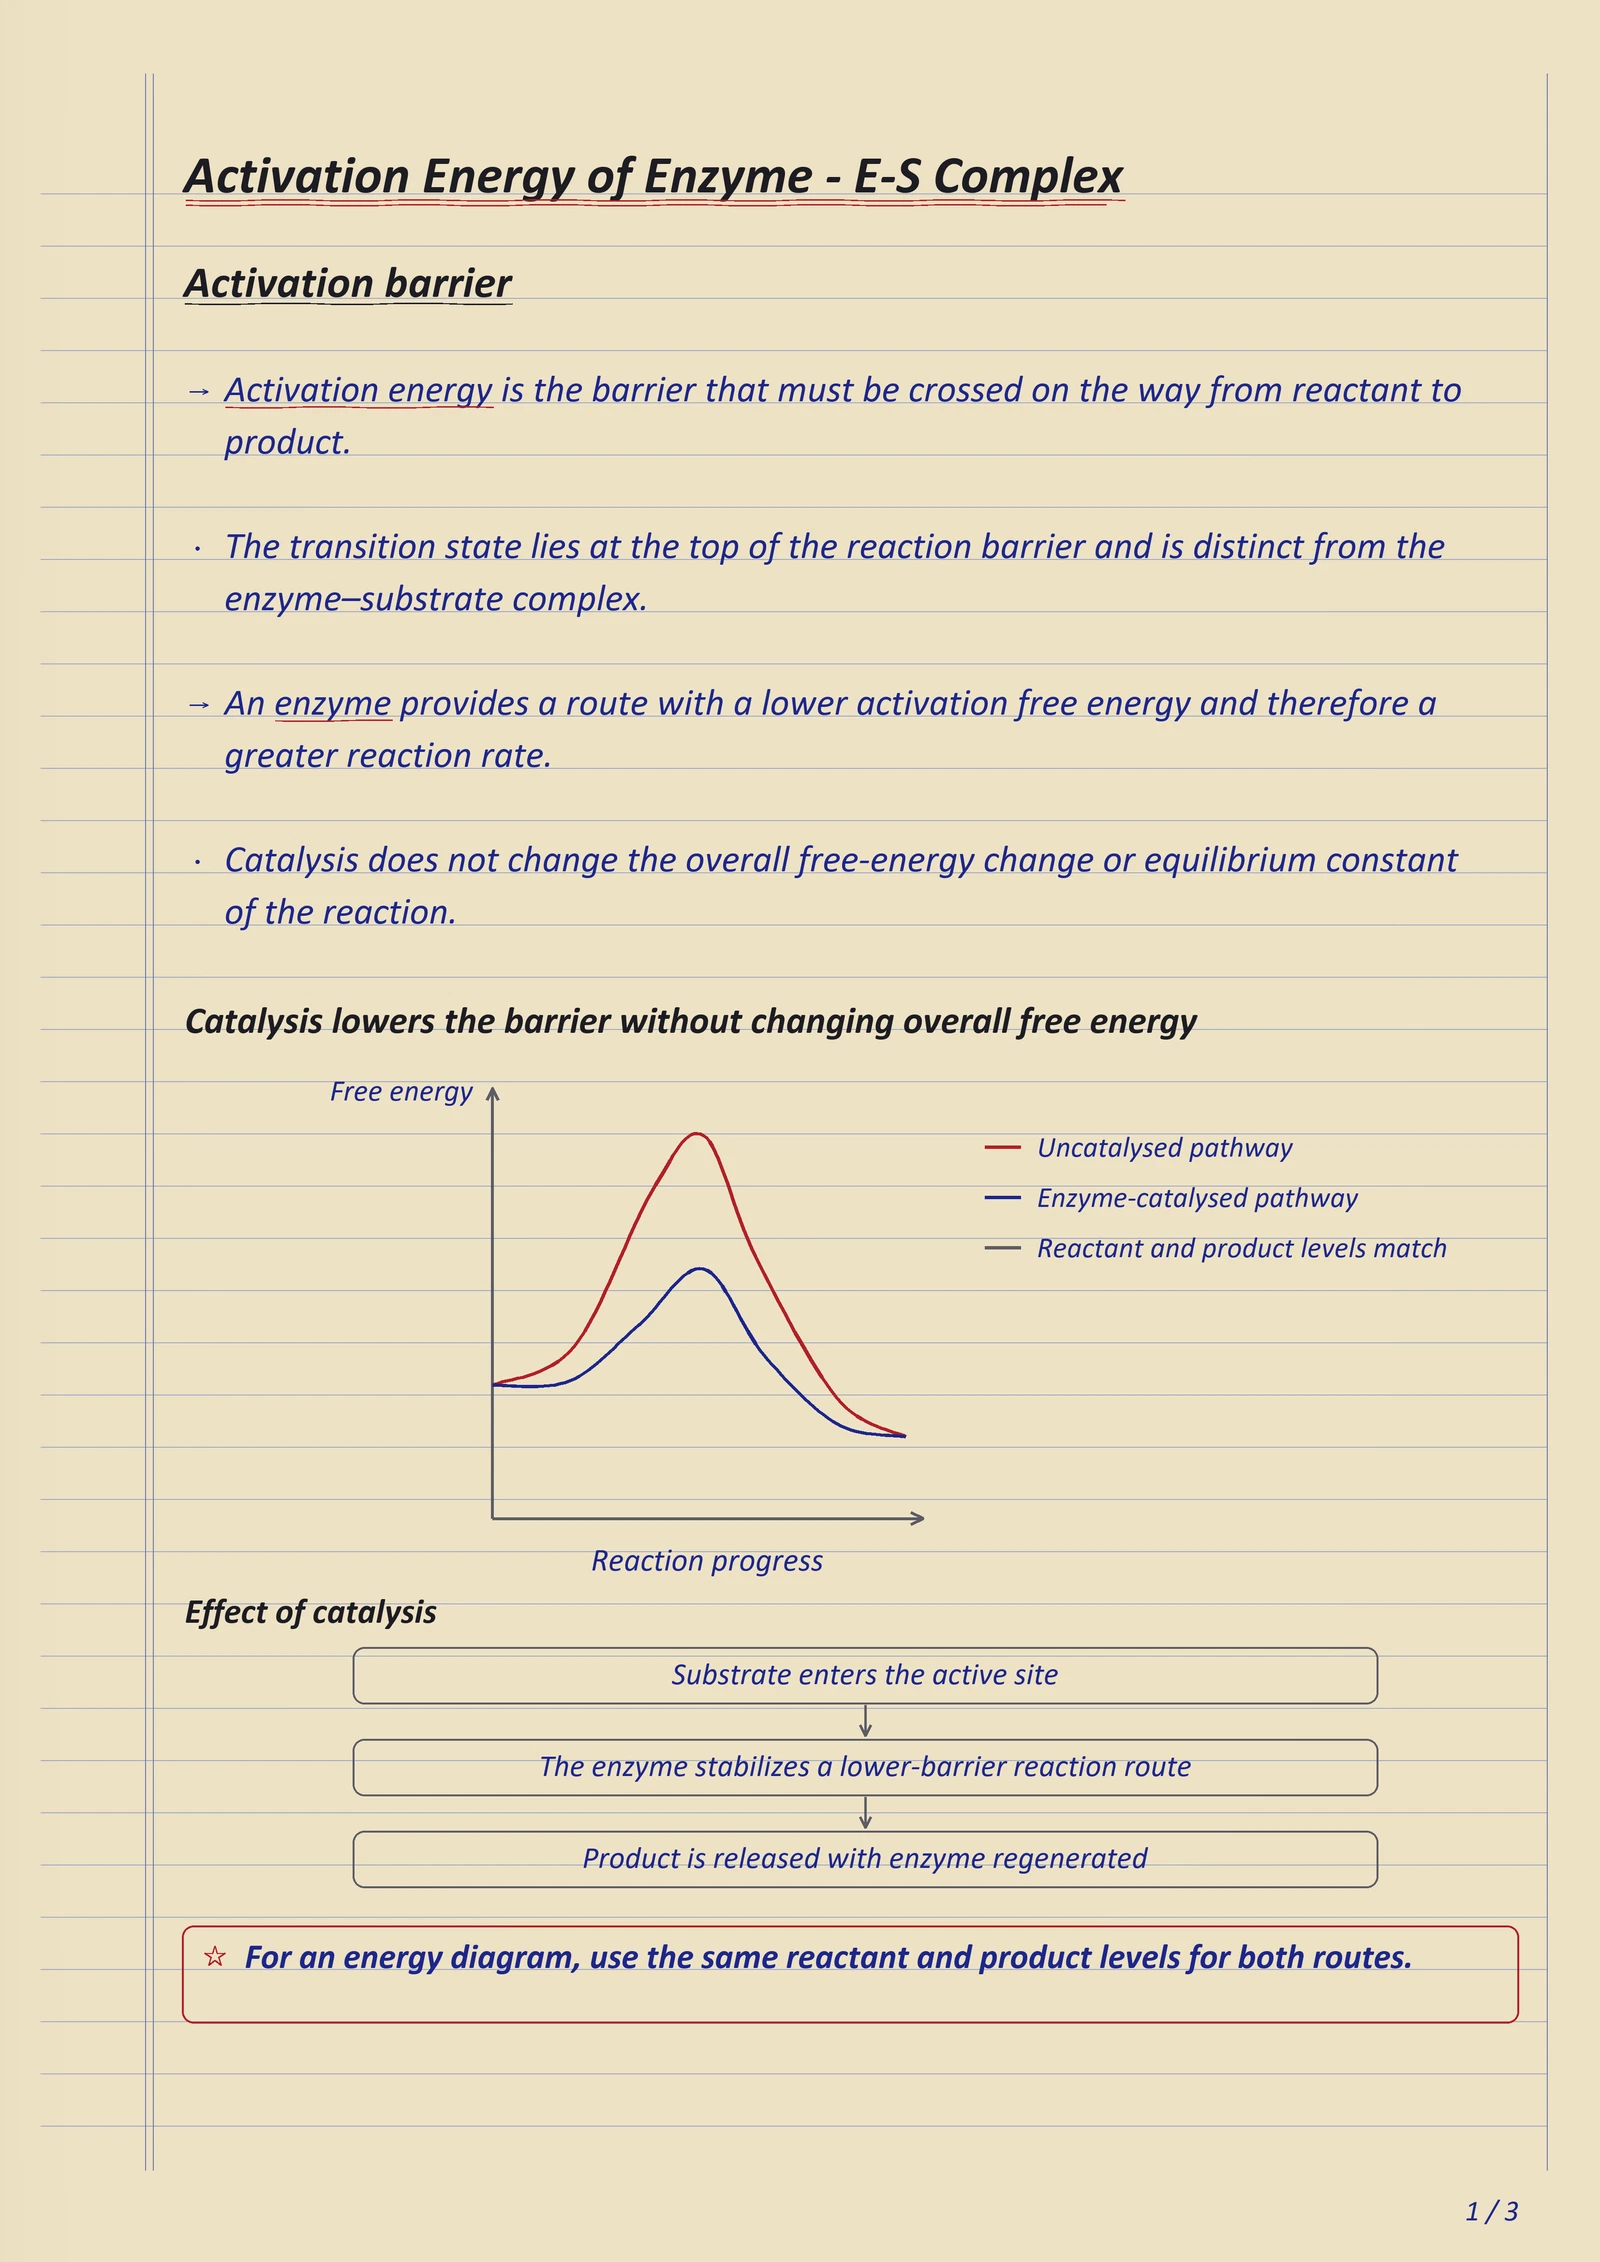 Activation Energy of Enzyme - E-S Complex
Activation barrier
→ Activation energy is the barrier that must be crossed on the way from reactant to
product.
· The transition state lies at the top of the reaction barrier and is distinct from the
enzyme–substrate complex.
→ An enzyme provides a route with a lower activation free energy and therefore a
greater reaction rate.
· Catalysis does not change the overall free-energy change or equilibrium constant
of the reaction.
Catalysis lowers the barrier without changing overall free energy
Free energy
Uncatalysed pathway
Enzyme-catalysed pathway
Reactant and product levels match
Reaction progress
Effect of catalysis
Substrate enters the active site
The enzyme stabilizes a lower-barrier reaction route
Product is released with enzyme regenerated
☆ For an energy diagram, use the same reactant and product levels for both routes.
1 / 3